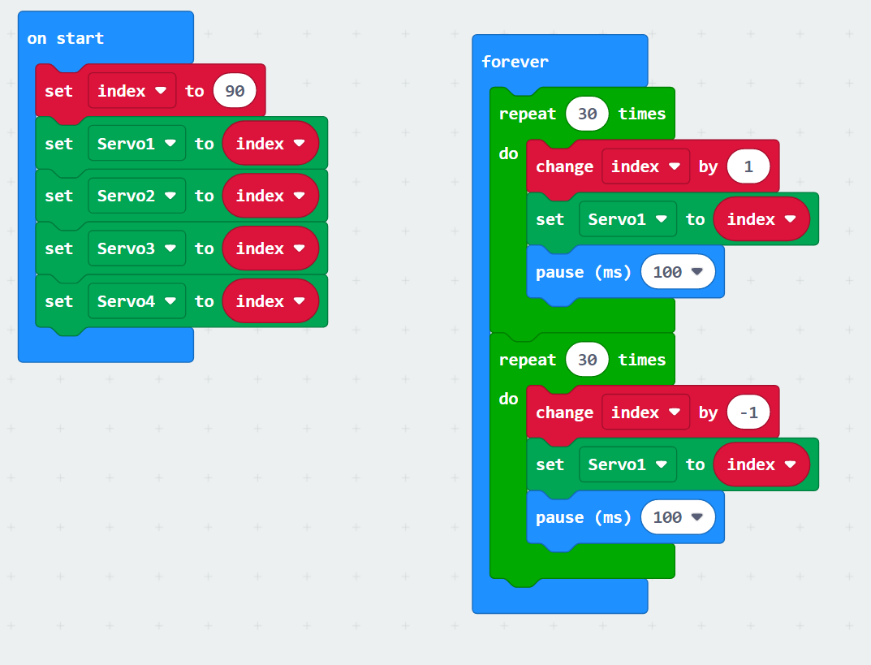 on start
set index to 90
set Servo1 to index
set Servo2 to index
set Servo3 to index
set Servo4 to index
forever
repeat 30 times
do
change index by 1
set Servo1 to index
pause (ms) 100
repeat 30 times
do
change index by -1
set Servo1 to index
pause (ms) 100